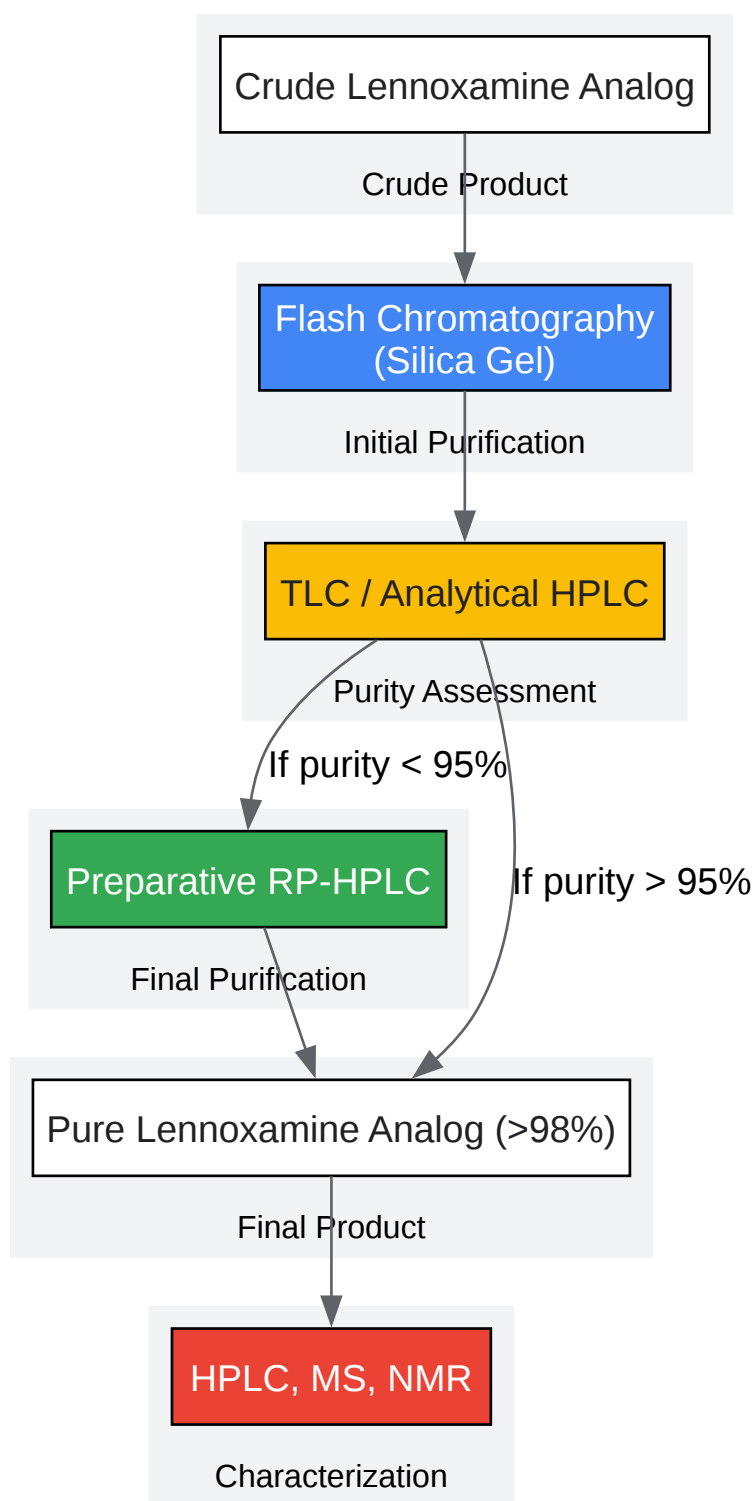 Crude Lennoxamine Analog
Crude Product
Flash Chromatography
(Silica Gel)
Initial Purification
TLC / Analytical HPLC
Purity Assessment
If purity < 95%
Preparative RP-HPLC
If purity > 95%
Final Purification
Pure Lennoxamine Analog (>98%)
Final Product
HPLC, MS, NMR
Characterization